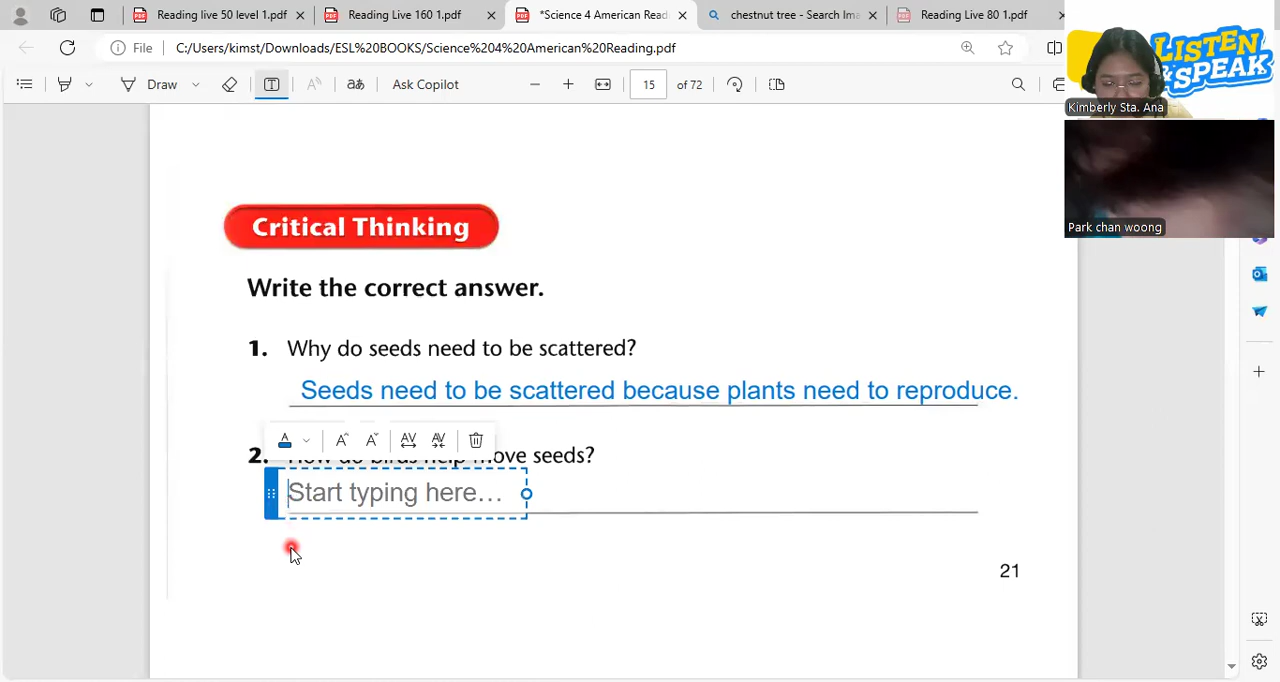 Reading live 50 level 1.pdf
Reading Live 160 1.pdf
*Science 4 American Read
chestnut tree - Search Ima
Reading Live 80 1.pdf
File
C:/Users/kimst/Downloads/ESL%20BOOKS/Science%204%20American%20Reading.pdf
Draw
aあ
Ask Copilot
15
of 72
LISTEN
&SPEAK
Kimberly Sta. Ana
Park chan woong
Critical Thinking
Write the correct answer.
1. Why do seeds need to be scattered?
Seeds need to be scattered because plants need to reproduce.
2. How do birds help move seeds?
Start typing here...
21